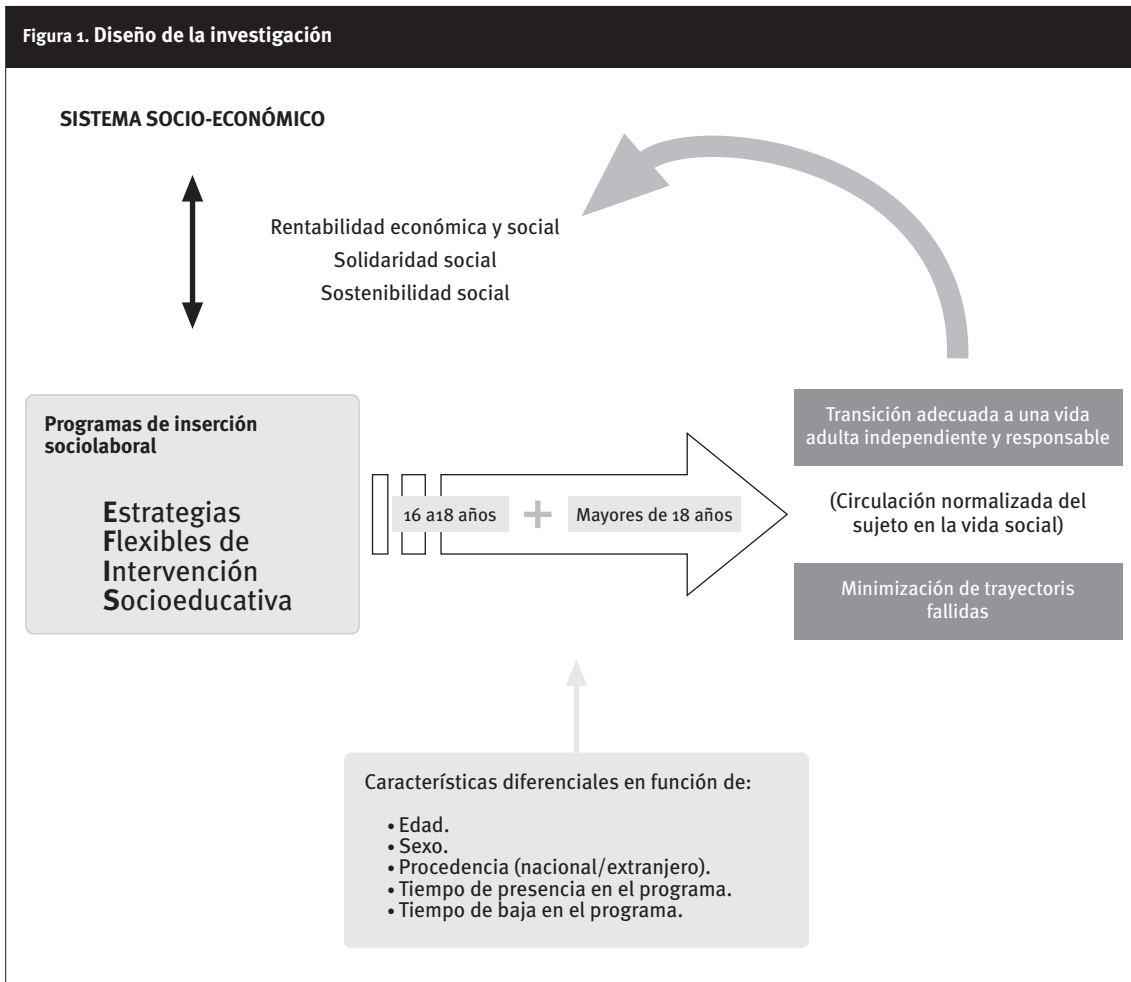 Figura 1. Diseño de la investigación
SISTEMA SOCIO-ECONÓMICO
Rentabilidad económica y social
Solidaridad social
Sostenibilidad social
Programas de inserción
sociolaboral
Estrategias
Flexibles de
Intervención
Socioeducativa
16 a18 años
+
Mayores de 18 años
Transición adecuada a una vida
adulta independiente y responsable
(Circulación normalizada del
sujeto en la vida social)
Minimización de trayectoris
fallidas
Características diferenciales en función de:
• Edad.
• Sexo.
• Procedencia (nacional/extranjero).
• Tiempo de presencia en el programa.
• Tiempo de baja en el programa.